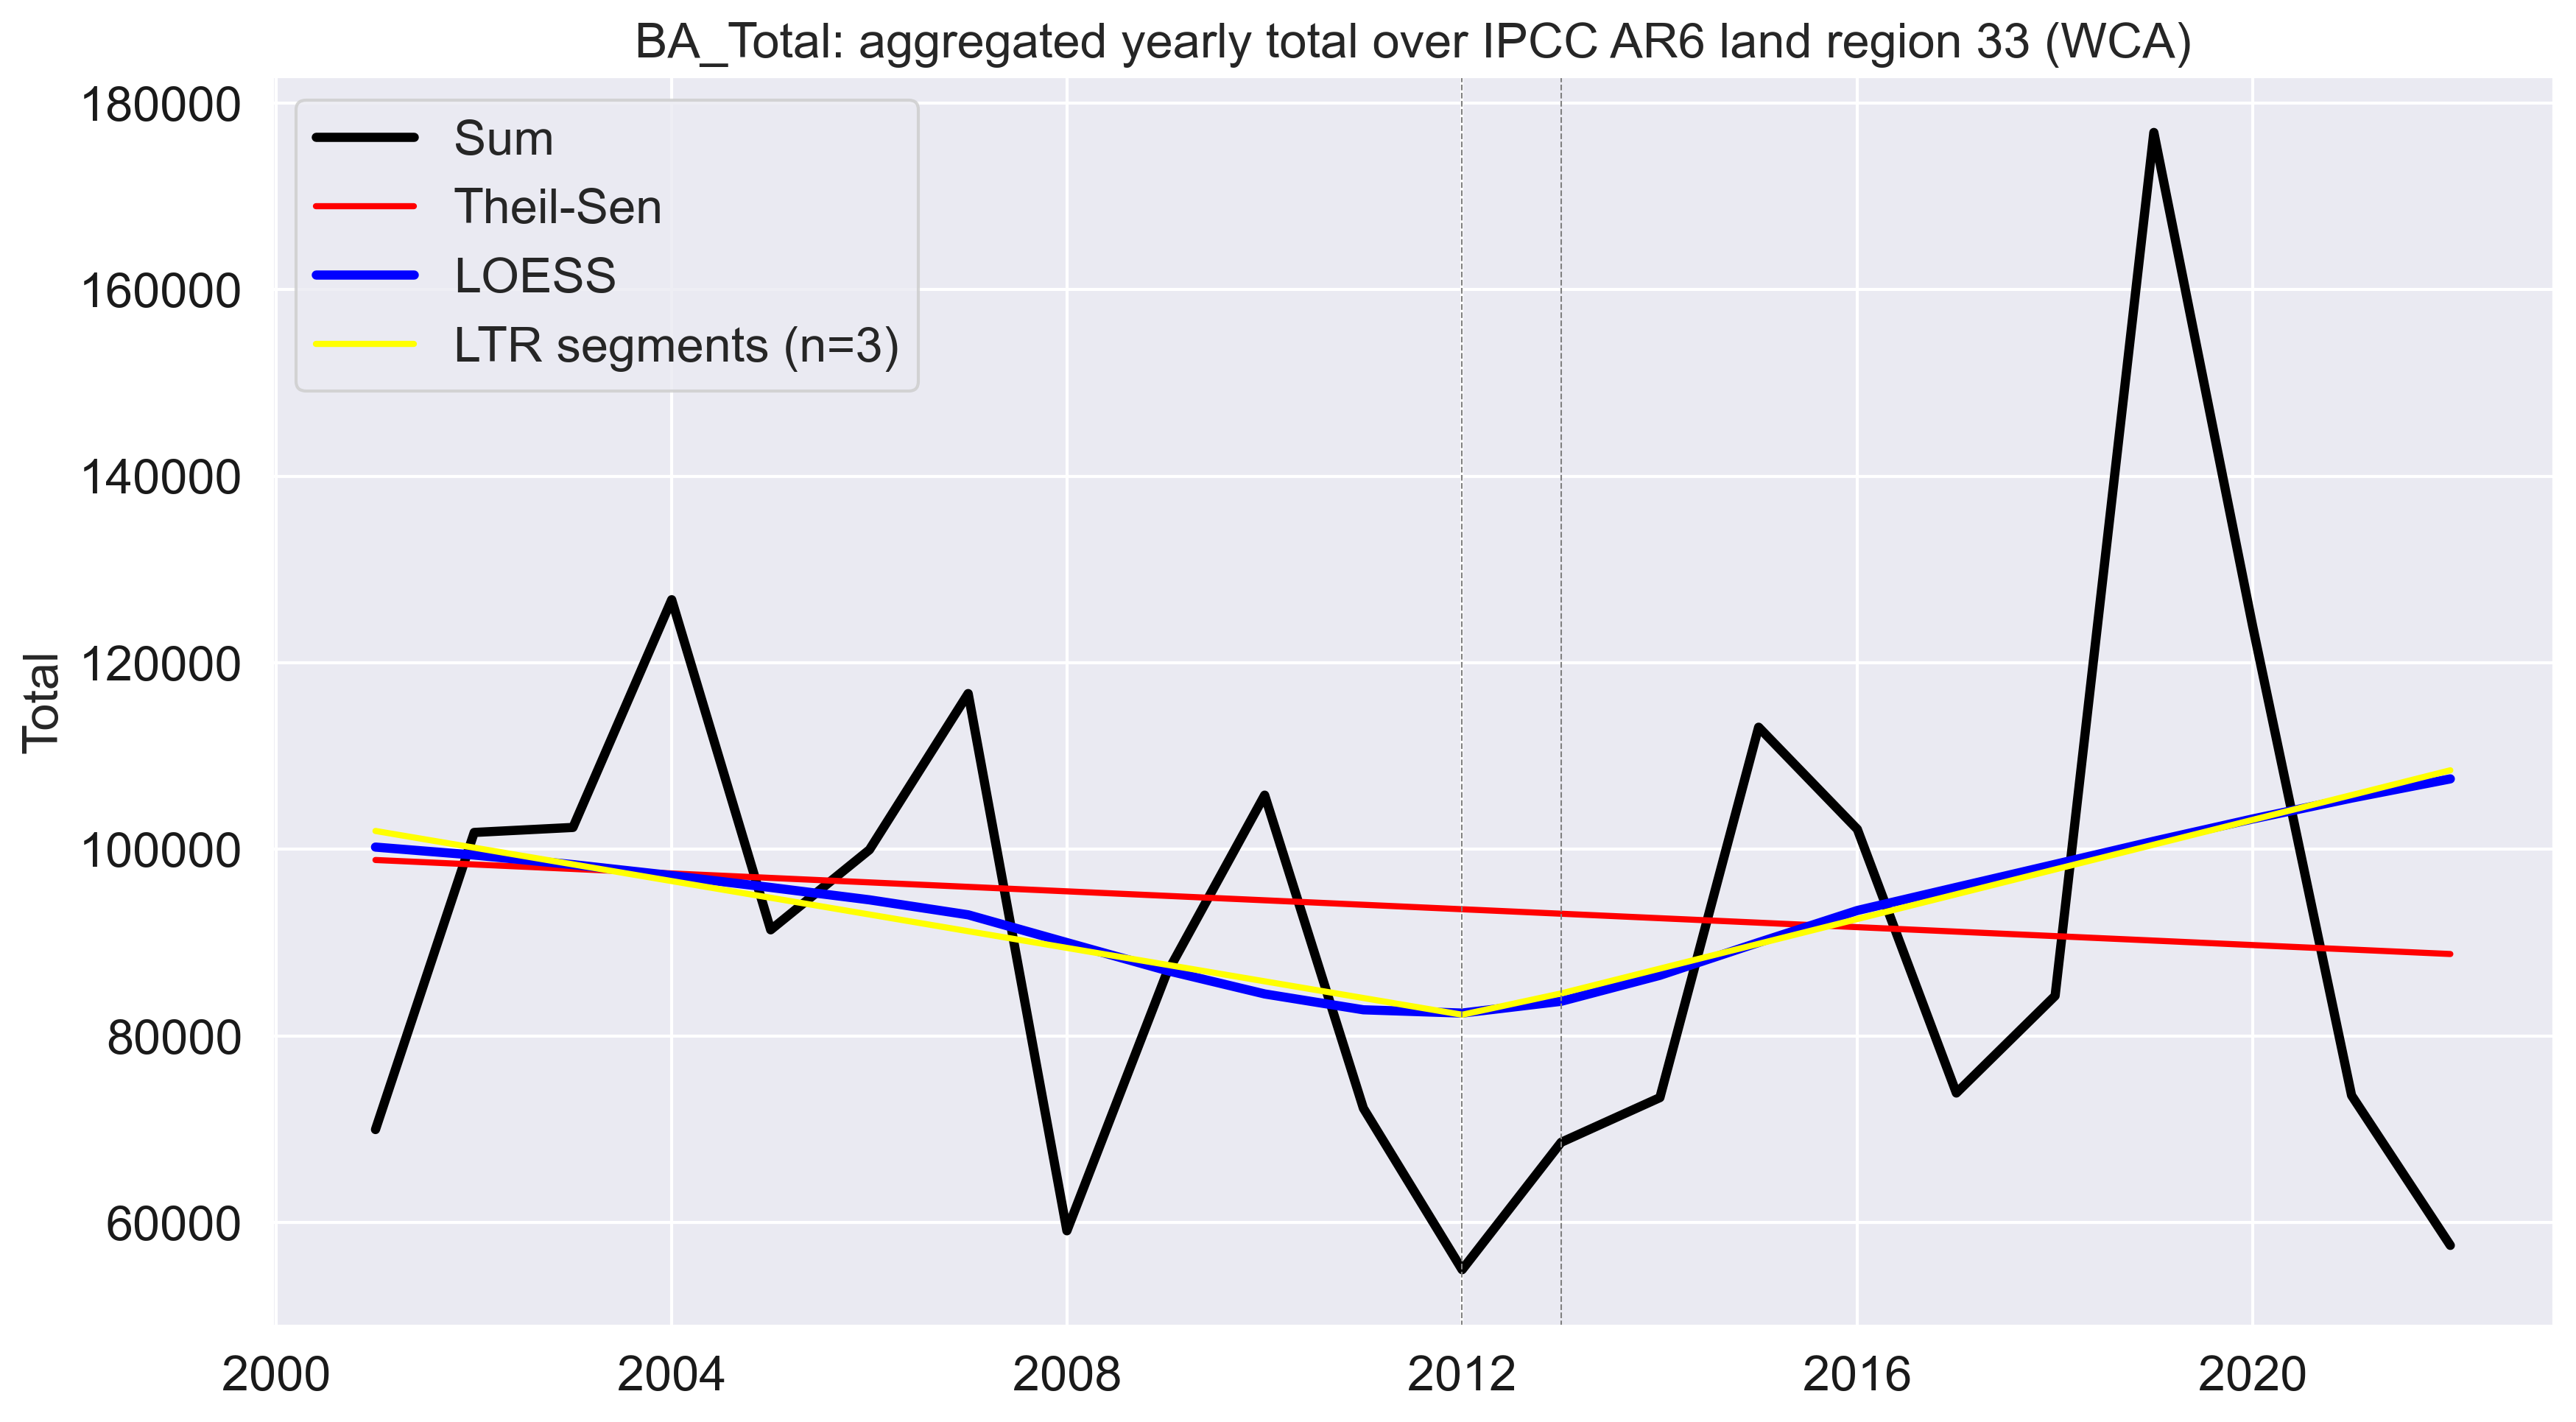 BA_Total: aggregated yearly total over IPCC AR6 land region 33 (WCA)
180000
160000
140000
120000
100000
80000
60000
Total
Sum
Theil-Sen
LOESS
LTR segments (n=3)
2000 2004 2008 2012 2016 2020